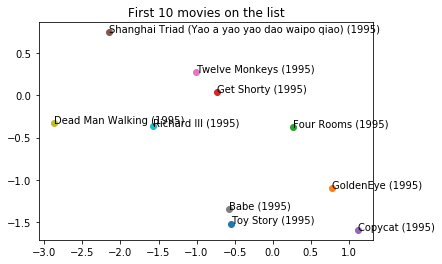 First 10 movies on the list
Shanghai Triad (Yao a yao yao dao waipo qiao) (1995)
0.5
Twelve Monkeys (1995)
Get Shorty (1995)
0.0
Dead Man Walking (1995)
Richard III (1995)
Four Rooms (1995)
−0.5
−1.0
GoldenEye (1995)
Babe (1995)
Toy Story (1995)
−1.5
Copycat (1995)
−3.0 −2.5 −2.0 −1.5 −1.0 −0.5 0.0 0.5 1.0